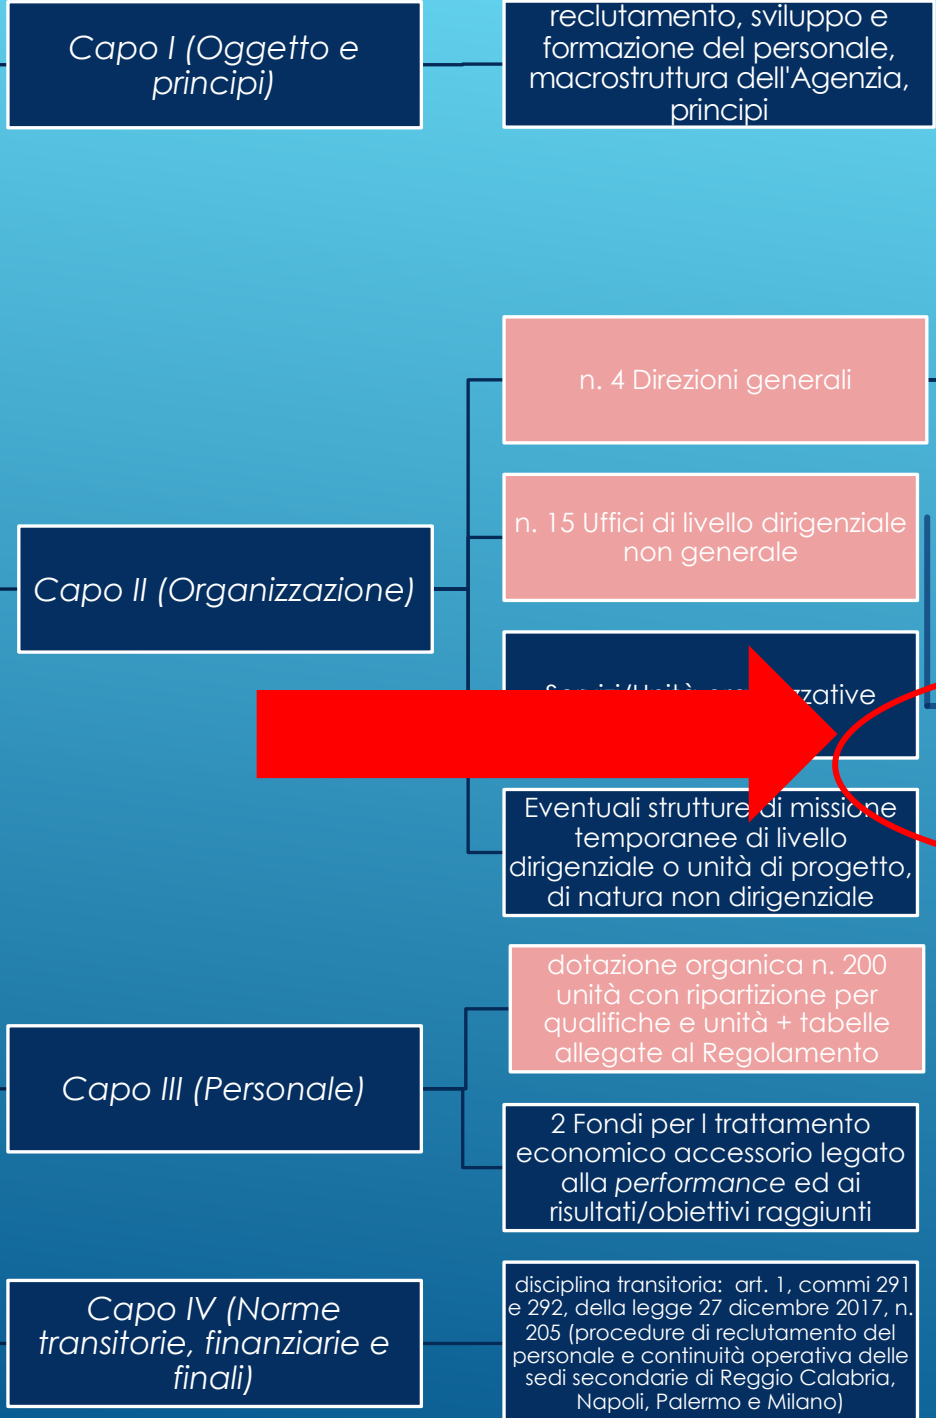 Capo I (Oggetto e
principi)
reclutamento, sviluppo e
formazione del personale,
macrostruttura dell'Agenzia,
principi
Capo II (Organizzazione)
n. 4 Direzioni generali
n. 15 Uffici di livello dirigenziale
non generale
Eventuali strutture di missione
temporanee di livello
dirigenziale o unità di progetto,
di natura non dirigenziale
Capo III (Personale)
dotazione organica n. 200
unità con ripartizione per
qualifiche e unità + tabelle
allegate al Regolamento
2 Fondi per l trattamento
economico accessorio legato
alla performance ed ai
risultati/obiettivi raggiunti
Capo IV (Norme
transitorie, finanziarie e
finali)
disciplina transitoria: art. 1, commi 291
e 292, della legge 27 dicembre 2017, n.
205 (procedure di reclutamento del
personale e continuità operativa delle
sedi secondarie di Reggio Calabria,
Napoli, Palermo e Milano)